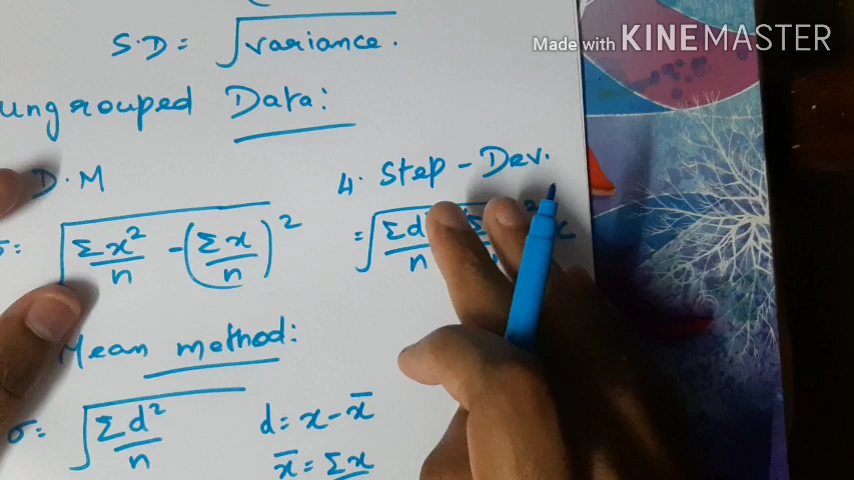 S.D = √variance.
Made with KINEMASTER
ungrouped Data:
D.M
4. Step-Dev.
σ= √Σx²/n - (Σx/n)²
= √Σd/n
Mean method:
σ= √Σd²/n
d = x - x̄
x̄ = Σx